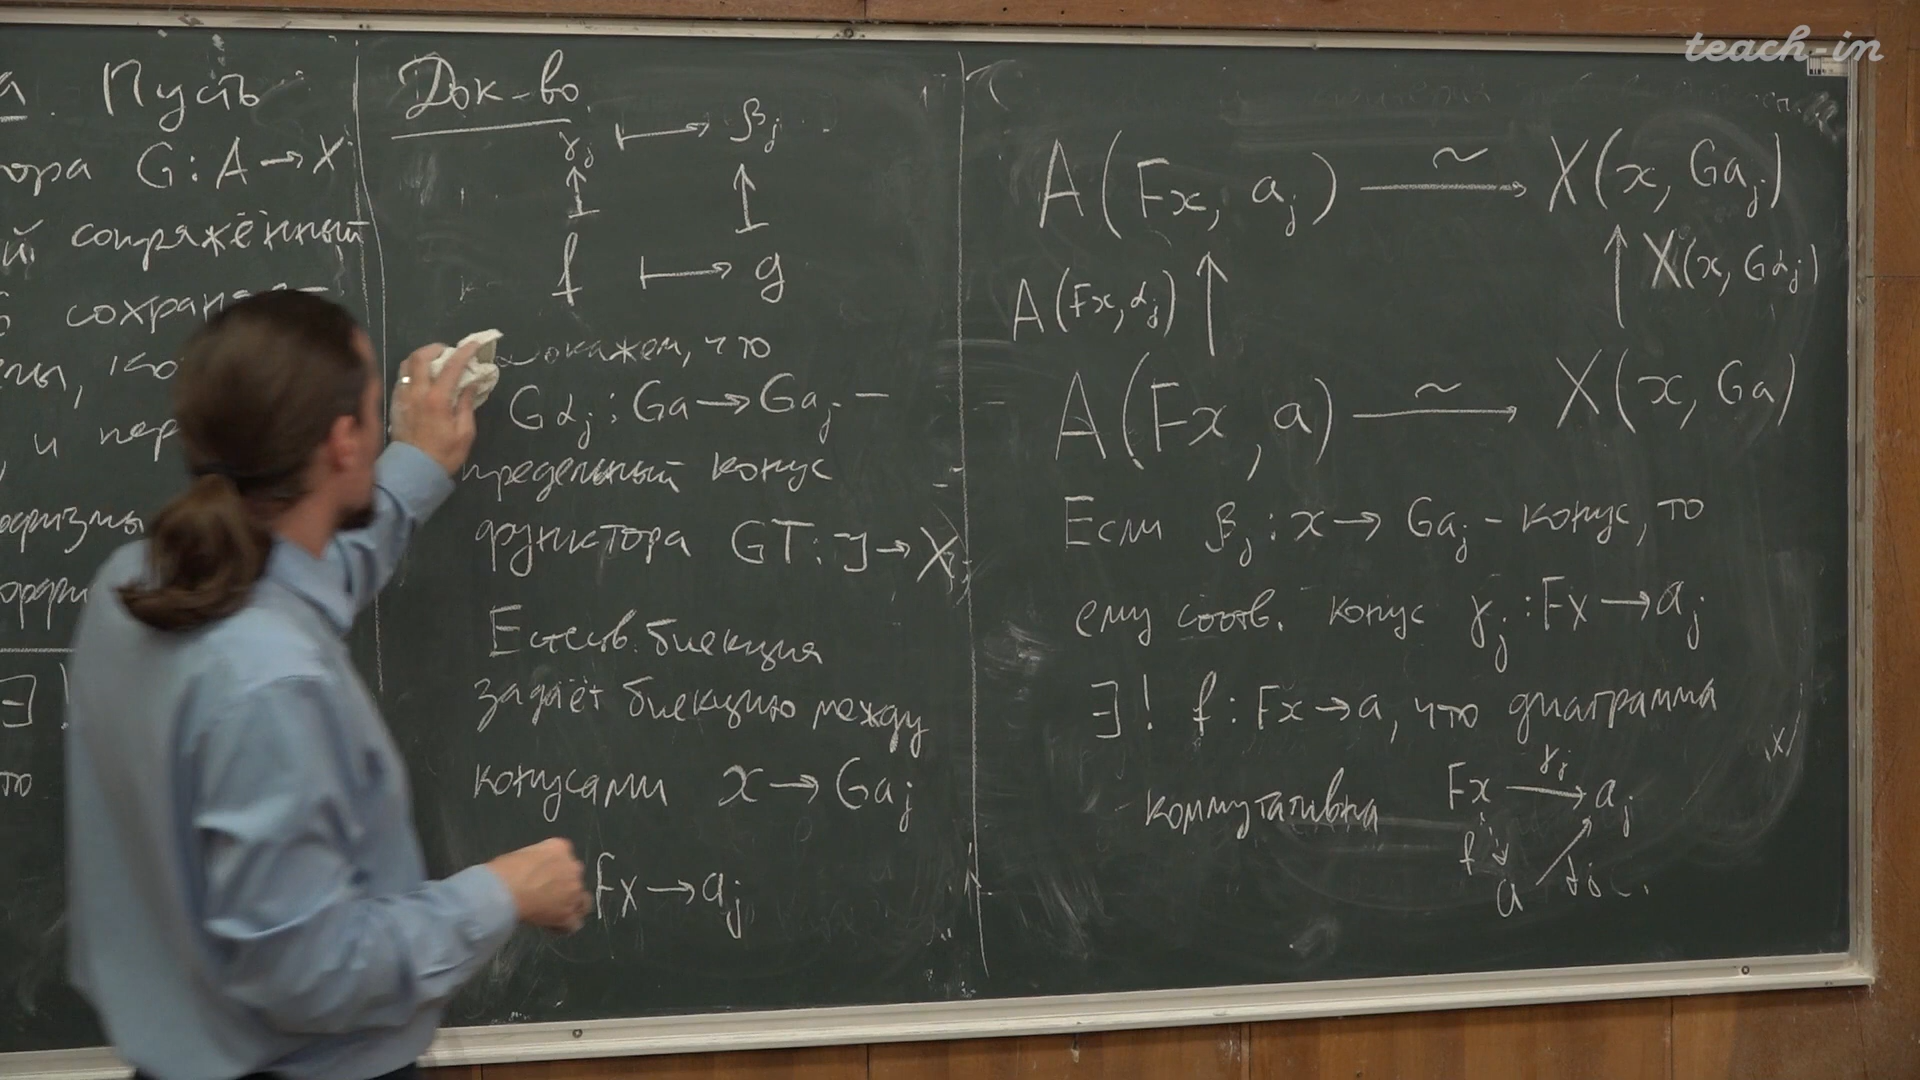 teach-in
а. Пусть
ора G: A → X
й сопряжённый
и пер
∃!
Док-во.
γj ↦ βj
f ↦ g
Докажем, что
Gαj : Ga → Gaj –
предельный конус
функтора GT: J → X,
Естеств. биекция
задаёт биекцию между
конусами x → Gaj
Fx → aj
A(Fx, aj) ~→ X(x, Gaj)
A(Fx, αj) ↑ ↑ X(x, Gαj)
A(Fx, a) ~→ X(x, Ga)
Если βj : x → Gaj – конус, то
ему соотв. конус γj : Fx → aj
∃! f : Fx → a, что диаграмма
коммутативна Fx →γj aj
f
a